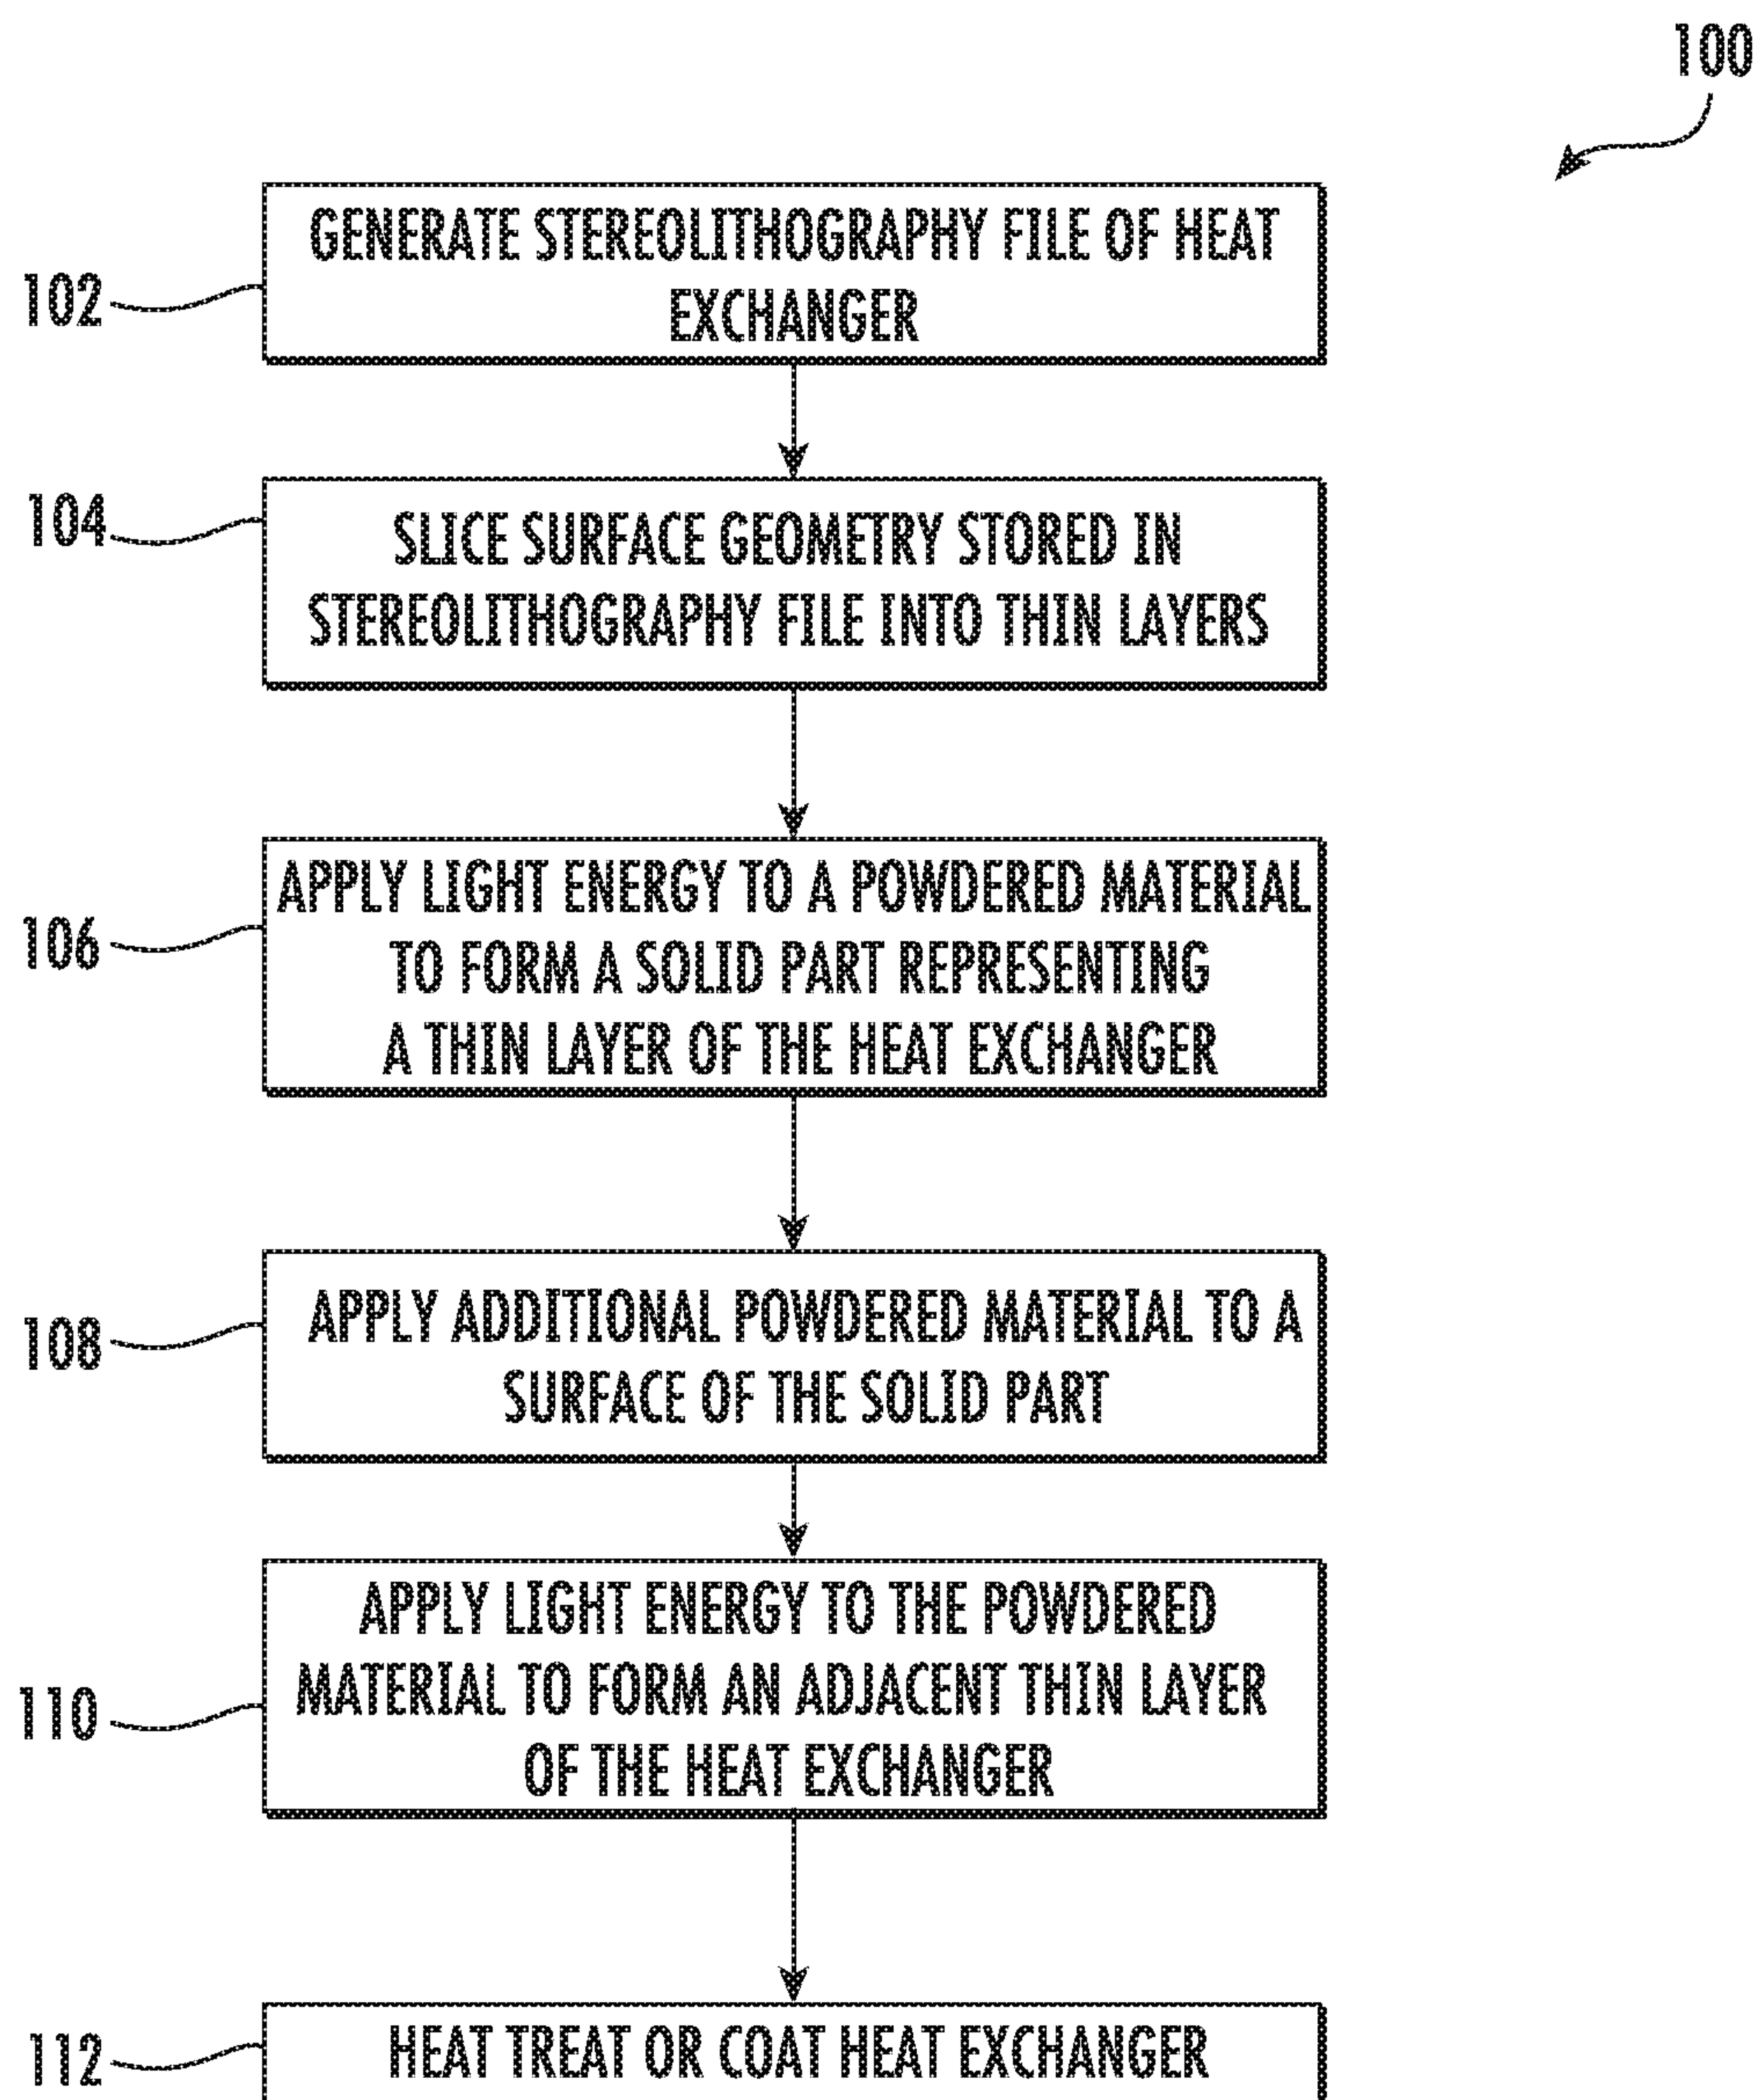 100
102
GENERATE STEREOLITHOGRAPHY FILE OF HEAT
EXCHANGER
104
SLICE SURFACE GEOMETRY STORED IN
STEREOLITHOGRAPHY FILE INTO THIN LAYERS
106
APPLY LIGHT ENERGY TO A POWDERED MATERIAL
TO FORM A SOLID PART REPRESENTING
A THIN LAYER OF THE HEAT EXCHANGER
108
APPLY ADDITIONAL POWDERED MATERIAL TO A
SURFACE OF THE SOLID PART
110
APPLY LIGHT ENERGY TO THE POWDERED
MATERIAL TO FORM AN ADJACENT THIN LAYER
OF THE HEAT EXCHANGER
112
HEAT TREAT OR COAT HEAT EXCHANGER